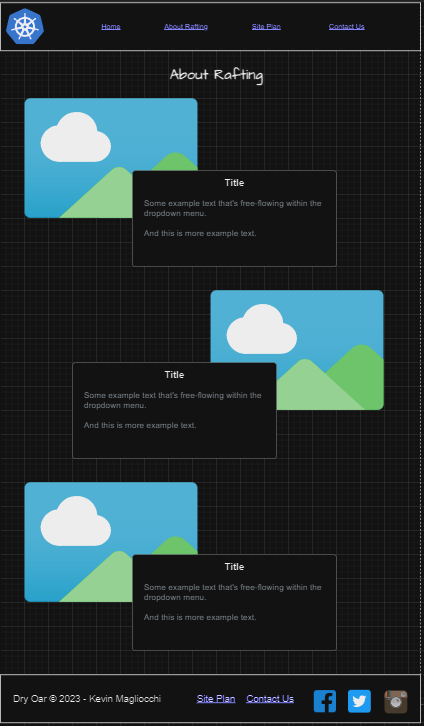 Home About Rafting Site Plan Contact Us
About Rafting
Title
Some example text that's free-flowing within the
dropdown menu.
And this is more example text.
Title
Some example text that's free-flowing within the
dropdown menu.
And this is more example text.
Title
Some example text that's free-flowing within the
dropdown menu.
And this is more example text.
Dry Oar © 2023 - Kevin Magliocchi Site Plan Contact Us